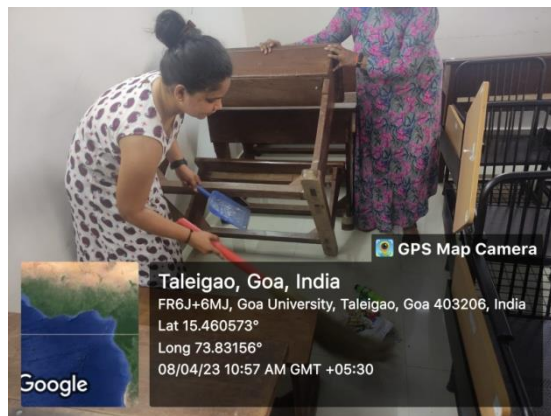 GPS Map Camera
Taleigao, Goa, India
FR6J+6MJ, Goa University, Taleigao, Goa 403206, India
Lat 15.460573°
Long 73.83156°
08/04/23 10:57 AM GMT +05:30
Google